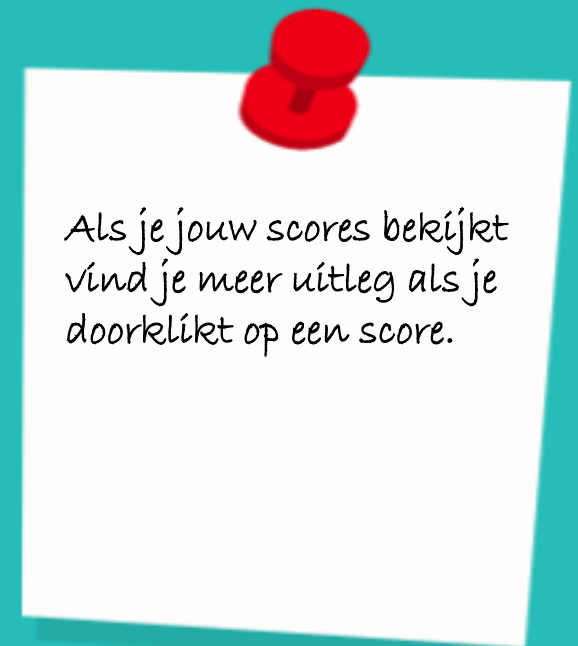 Als je jouw scores bekijkt
vind je meer uitleg als je
doorklikt op een score.